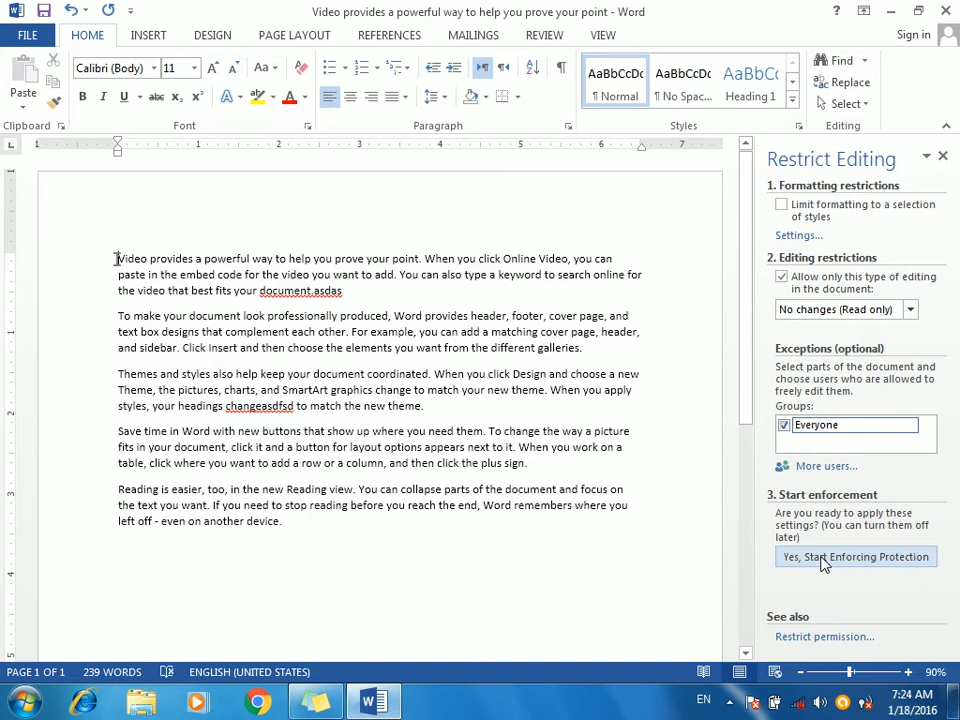 Video provides a powerful way to help you prove your point - Word
FILE HOME INSERT DESIGN PAGE LAYOUT REFERENCES MAILINGS REVIEW VIEW Sign in
Paste
Calibri (Body) 11 Aa
B I U abc X₂ X² A A
AaBbCcDc AaBbCcDc AaBbCc
¶ Normal ¶ No Spac... Heading 1
Find
Replace
Select
Clipboard Font Paragraph Styles Editing
1 1 2 3 4 5 6 7
Video provides a powerful way to help you prove your point. When you click Online Video, you can
paste in the embed code for the video you want to add. You can also type a keyword to search online for
the video that best fits your document.asdas
To make your document look professionally produced, Word provides header, footer, cover page, and
text box designs that complement each other. For example, you can add a matching cover page, header,
and sidebar. Click Insert and then choose the elements you want from the different galleries.
Themes and styles also help keep your document coordinated. When you click Design and choose a new
Theme, the pictures, charts, and SmartArt graphics change to match your new theme. When you apply
styles, your headings changeasdfsd to match the new theme.
Save time in Word with new buttons that show up where you need them. To change the way a picture
fits in your document, click it and a button for layout options appears next to it. When you work on a
table, click where you want to add a row or a column, and then click the plus sign.
Reading is easier, too, in the new Reading view. You can collapse parts of the document and focus on
the text you want. If you need to stop reading before you reach the end, Word remembers where you
left off - even on another device.
Restrict Editing
1. Formatting restrictions
Limit formatting to a selection
of styles
Settings...
2. Editing restrictions
Allow only this type of editing
in the document:
No changes (Read only)
Exceptions (optional)
Select parts of the document and
choose users who are allowed to
freely edit them.
Groups:
Everyone
More users...
3. Start enforcement
Are you ready to apply these
settings? (You can turn them off
later)
Yes, Start Enforcing Protection
See also
Restrict permission...
PAGE 1 OF 1 239 WORDS ENGLISH (UNITED STATES) 90%
EN
7:24 AM
1/18/2016